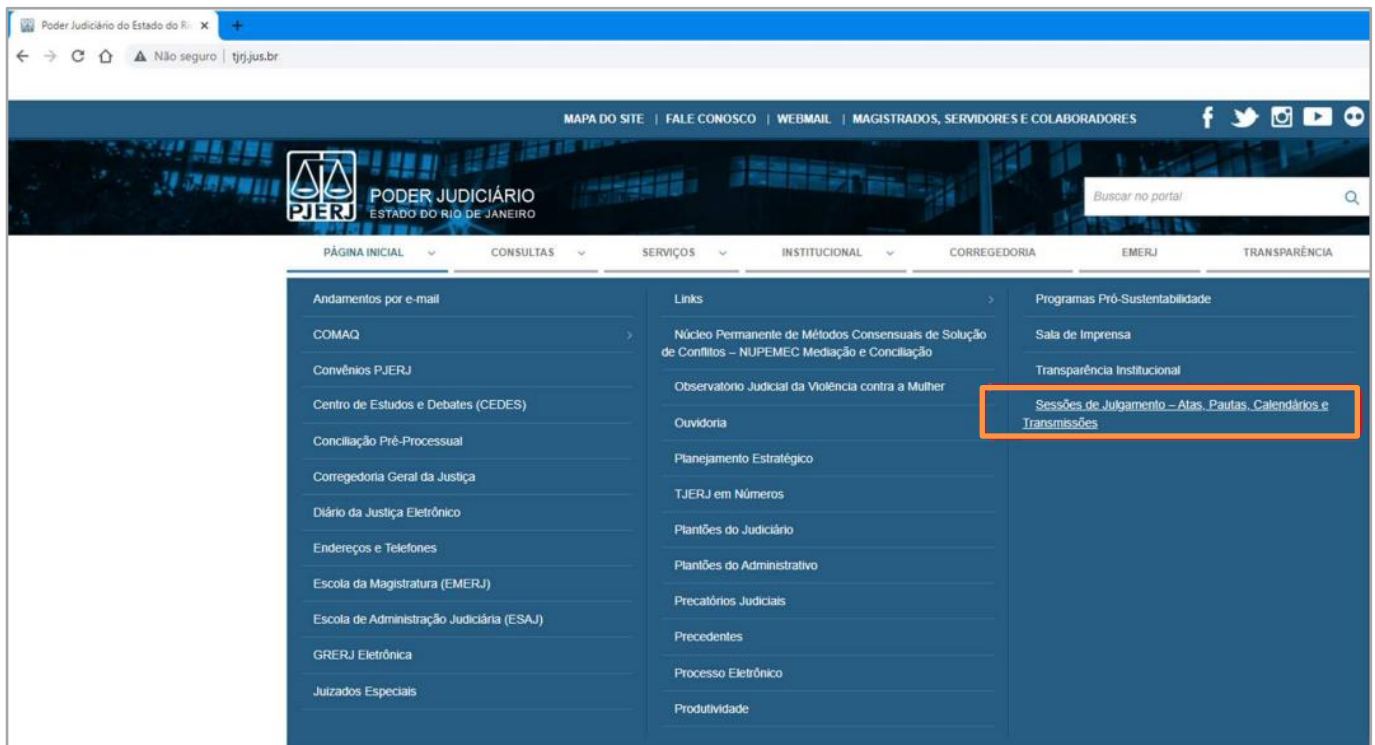 Poder Judiciário do Estado do Ri
Não seguro | tjrj.jus.br
MAPA DO SITE | FALE CONOSCO | WEBMAIL | MAGISTRADOS, SERVIDORES E COLABORADORES
PJERJ
PODER JUDICIÁRIO
ESTADO DO RIO DE JANEIRO
Buscar no portal
PÁGINA INICIAL CONSULTAS SERVIÇOS INSTITUCIONAL CORREGEDORIA EMERJ TRANSPARÊNCIA
Andamentos por e-mail
COMAQ
Convênios PJERJ
Centro de Estudos e Debates (CEDES)
Conciliação Pré-Processual
Corregedoria Geral da Justiça
Diário da Justiça Eletrônico
Endereços e Telefones
Escola da Magistratura (EMERJ)
Escola de Administração Judiciária (ESAJ)
GRERJ Eletrônica
Juizados Especiais
Links
Núcleo Permanente de Métodos Consensuais de Solução
de Conflitos – NUPEMEC Mediação e Conciliação
Observatório Judicial da Violência contra a Mulher
Ouvidoria
Planejamento Estratégico
TJERJ em Números
Plantões do Judiciário
Plantões do Administrativo
Precatórios Judiciais
Precedentes
Processo Eletrônico
Produtividade
Programas Pró-Sustentabilidade
Sala de Imprensa
Transparência Institucional
Sessões de Julgamento – Atas, Pautas, Calendários e
Transmissões